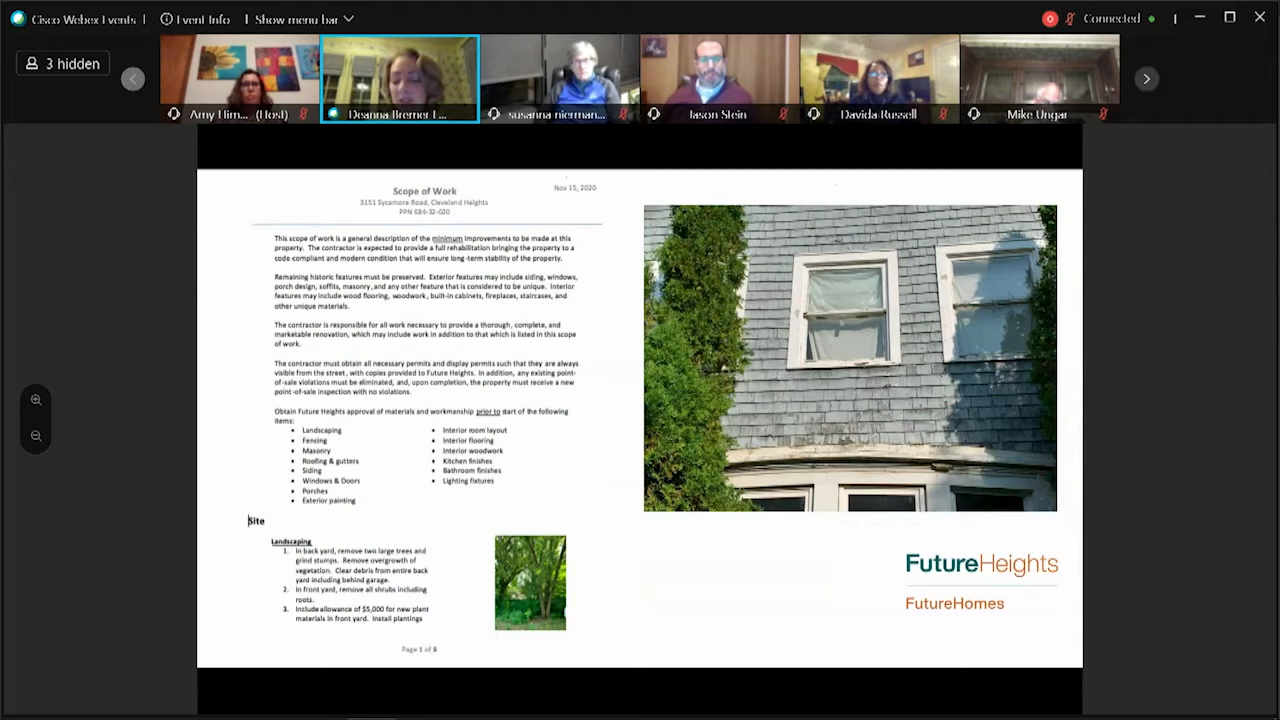 Cisco Webex Events
Event Info
Show menu bar
Connected
3 hidden
Amy Him... (Host)
Deanna Bremer F...
susanna nierman...
Jason Stein
Davida Russell
Mike Ungar
Nov 15, 2020
Scope of Work
3151 Sycamore Road, Cleveland Heights
PPN 684-32-020
This scope of work is a general description of the minimum improvements to be made at this
property. The contractor is expected to provide a full rehabilitation bringing the property to a
code compliant and modern condition that will ensure long-term stability of the property.
Remaining historic features must be preserved. Exterior features may include siding, windows,
porch design, soffits, masonry, and any other feature that is considered to be unique. Interior
features may include wood flooring, woodwork, built-in cabinets, fireplaces, staircases, and
other unique materials.
The contractor is responsible for all work necessary to provide a thorough, complete, and
marketable renovation, which may include work in addition to that which is listed in this scope
of work.
The contractor must obtain all necessary permits and display permits such that they are always
visible from the street, with copies provided to Future Heights. In addition, any existing point-
of-sale violations must be eliminated, and, upon completion, the property must receive a new
point-of-sale inspection with no violations.
Obtain Future Heights approval of materials and workmanship prior to start of the following
items:
• Landscaping
• Fencing
• Masonry
• Roofing & gutters
• Siding
• Windows & Doors
• Porches
• Exterior painting
• Interior room layout
• Interior flooring
• Interior woodwork
• Kitchen finishes
• Bathroom finishes
• Lighting fixtures
Site
Landscaping
1. In back yard, remove two large trees and
grind stumps. Remove overgrowth of
vegetation. Clear debris from entire back
yard including behind garage.
2. In front yard, remove all shrubs including
roots.
3. Include allowance of $5,000 for new plant
materials in front yard. Install plantings
Page 1 of 8
FutureHeights
FutureHomes